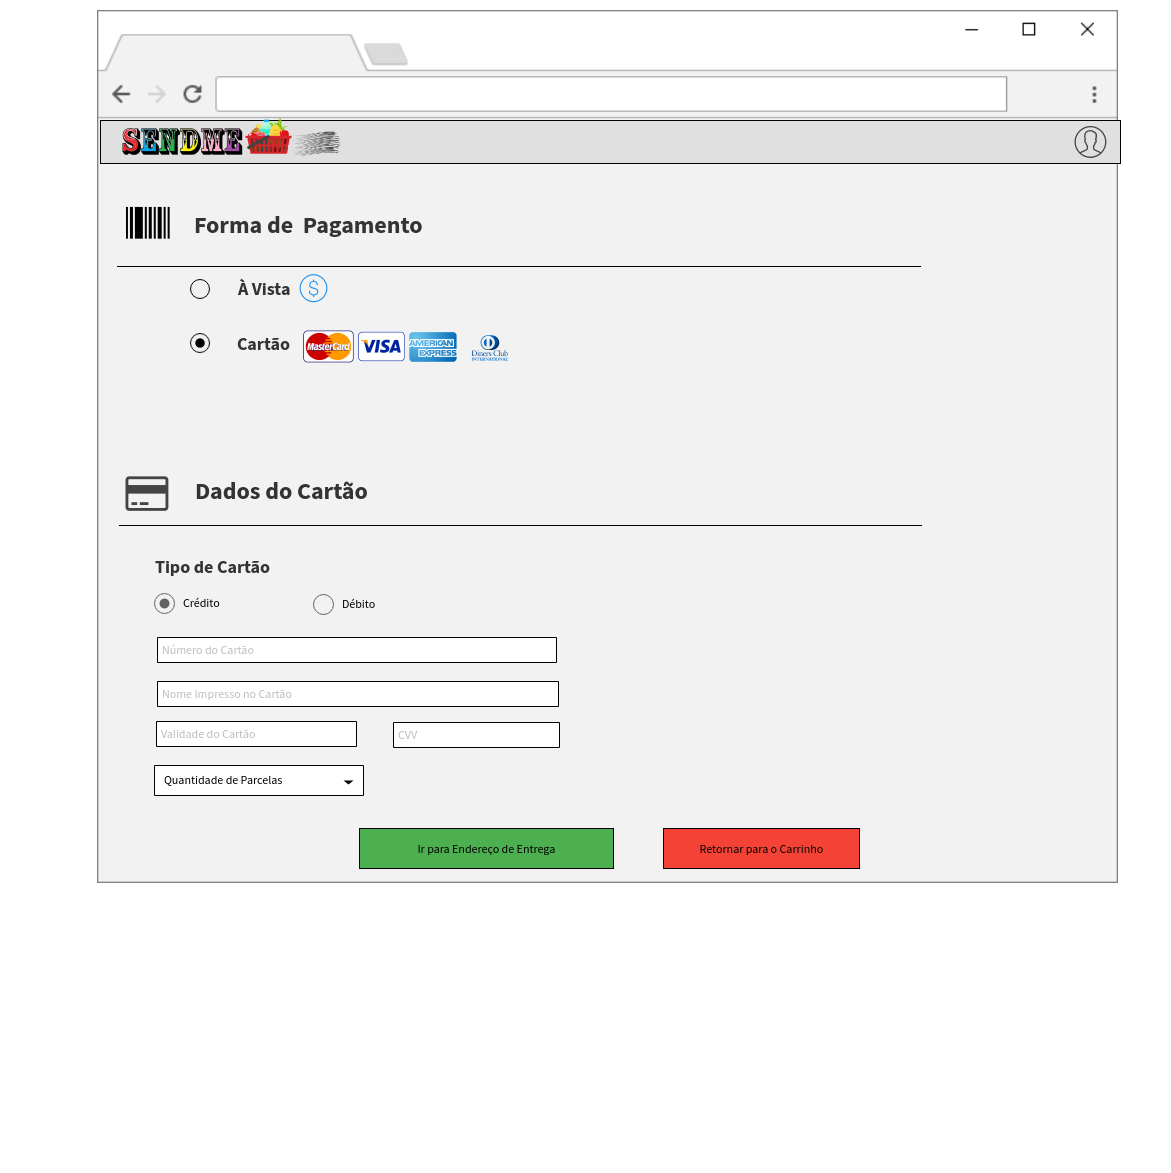 SENDME
Forma de Pagamento
À Vista
$
Cartão MasterCard VISA AMERICAN EXPRESS Diners Club INTERNATIONAL
Dados do Cartão
Tipo de Cartão
Crédito Débito
Número do Cartão
Nome Impresso no Cartão
Validade do Cartão CVV
Quantidade de Parcelas
Ir para Endereço de Entrega Retornar para o Carrinho